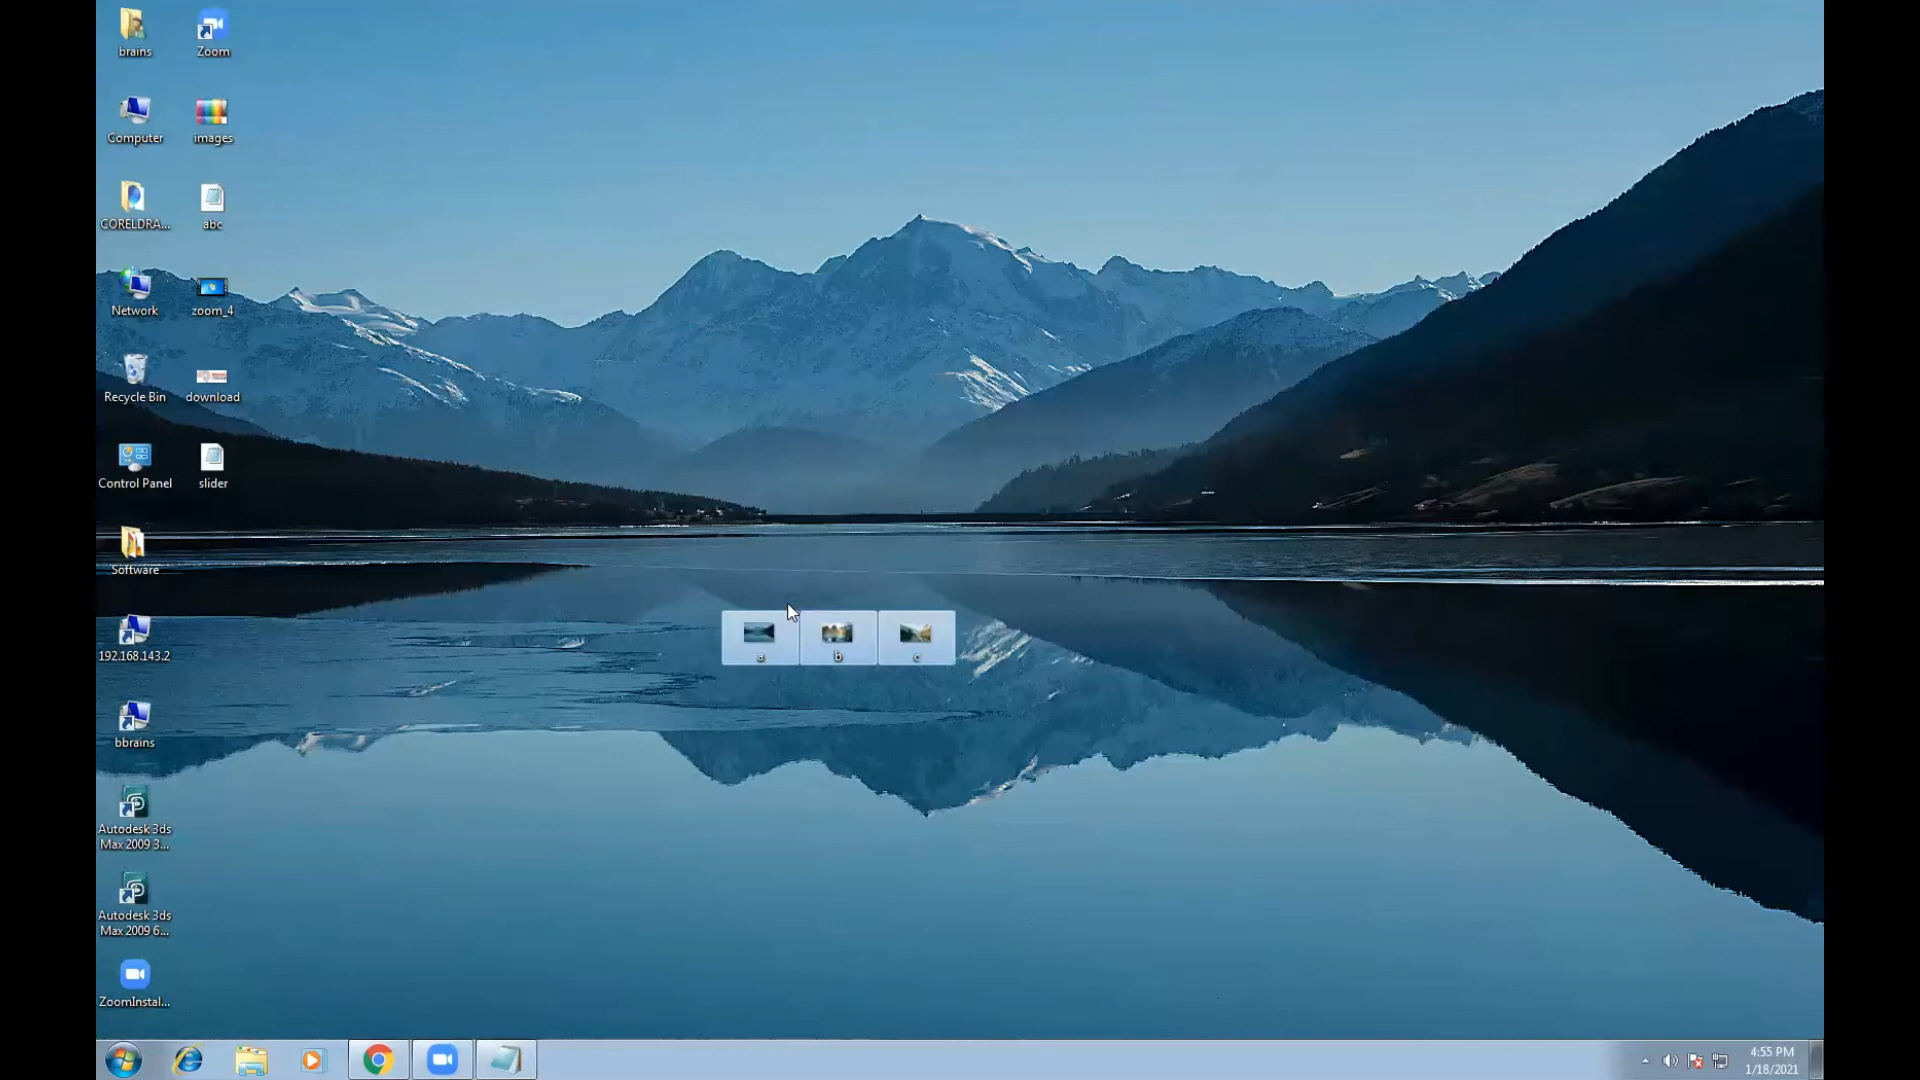 brains
Zoom
Computer
images
CORELDRA...
abc
Network
zoom_4
Recycle Bin
download
Control Panel
slider
Software
192.168.143.2
a
b
c
bbrains
Autodesk 3ds
Max 2009 3...
Autodesk 3ds
Max 2009 6...
ZoomInstal...
4:55 PM
1/18/2021